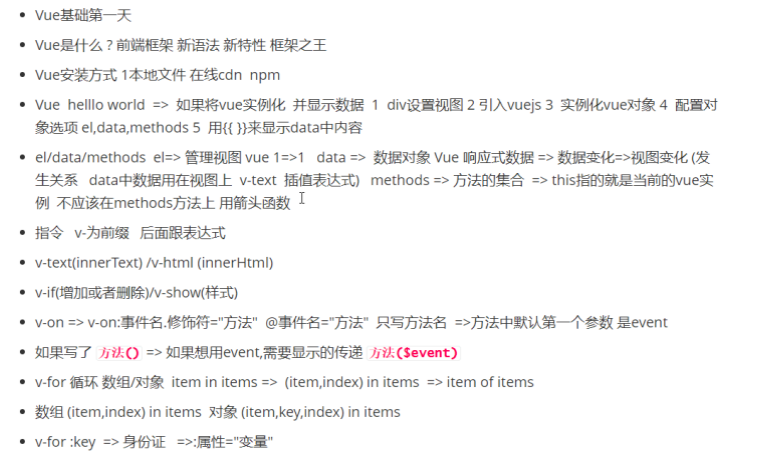 Vue基础第一天
Vue是什么 ? 前端框架 新语法 新特性 框架之王
Vue安装方式 1本地文件 在线cdn npm
Vue helllo world => 如果将vue实例化 并显示数据 1 div设置视图 2 引入vuejs 3 实例化vue对象 4 配置对
象选项 el,data,methods 5 用{{ }}来显示data中内容
el/data/methods el=> 管理视图 vue 1=>1 data => 数据对象 Vue 响应式数据 => 数据变化=>视图变化 (发
生关系 data中数据用在视图上 v-text 插值表达式) methods => 方法的集合 => this指的就是当前的vue实
例 不应该在methods方法上 用箭头函数
指令 v-为前缀 后面跟表达式
v-text(innerText) /v-html (innerHtml)
v-if(增加或者删除)/v-show(样式)
v-on => v-on:事件名.修饰符="方法" @事件名="方法" 只写方法名 =>方法中默认第一个参数 是event
如果写了 方法() => 如果想用event,需要显示的传递 方法($event)
v-for 循环 数组/对象 item in items => (item,index) in items => item of items
数组 (item,index) in items 对象 (item,key,index) in items
v-for :key => 身份证 =>:属性="变量"